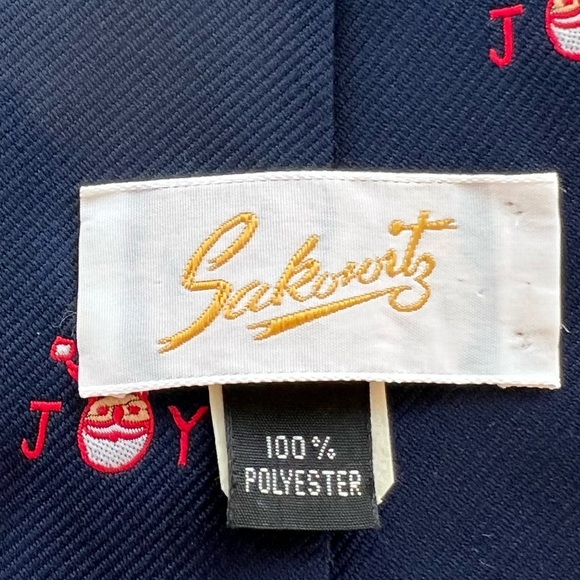 J
Sakowitz
J Y
100%
POLYESTER